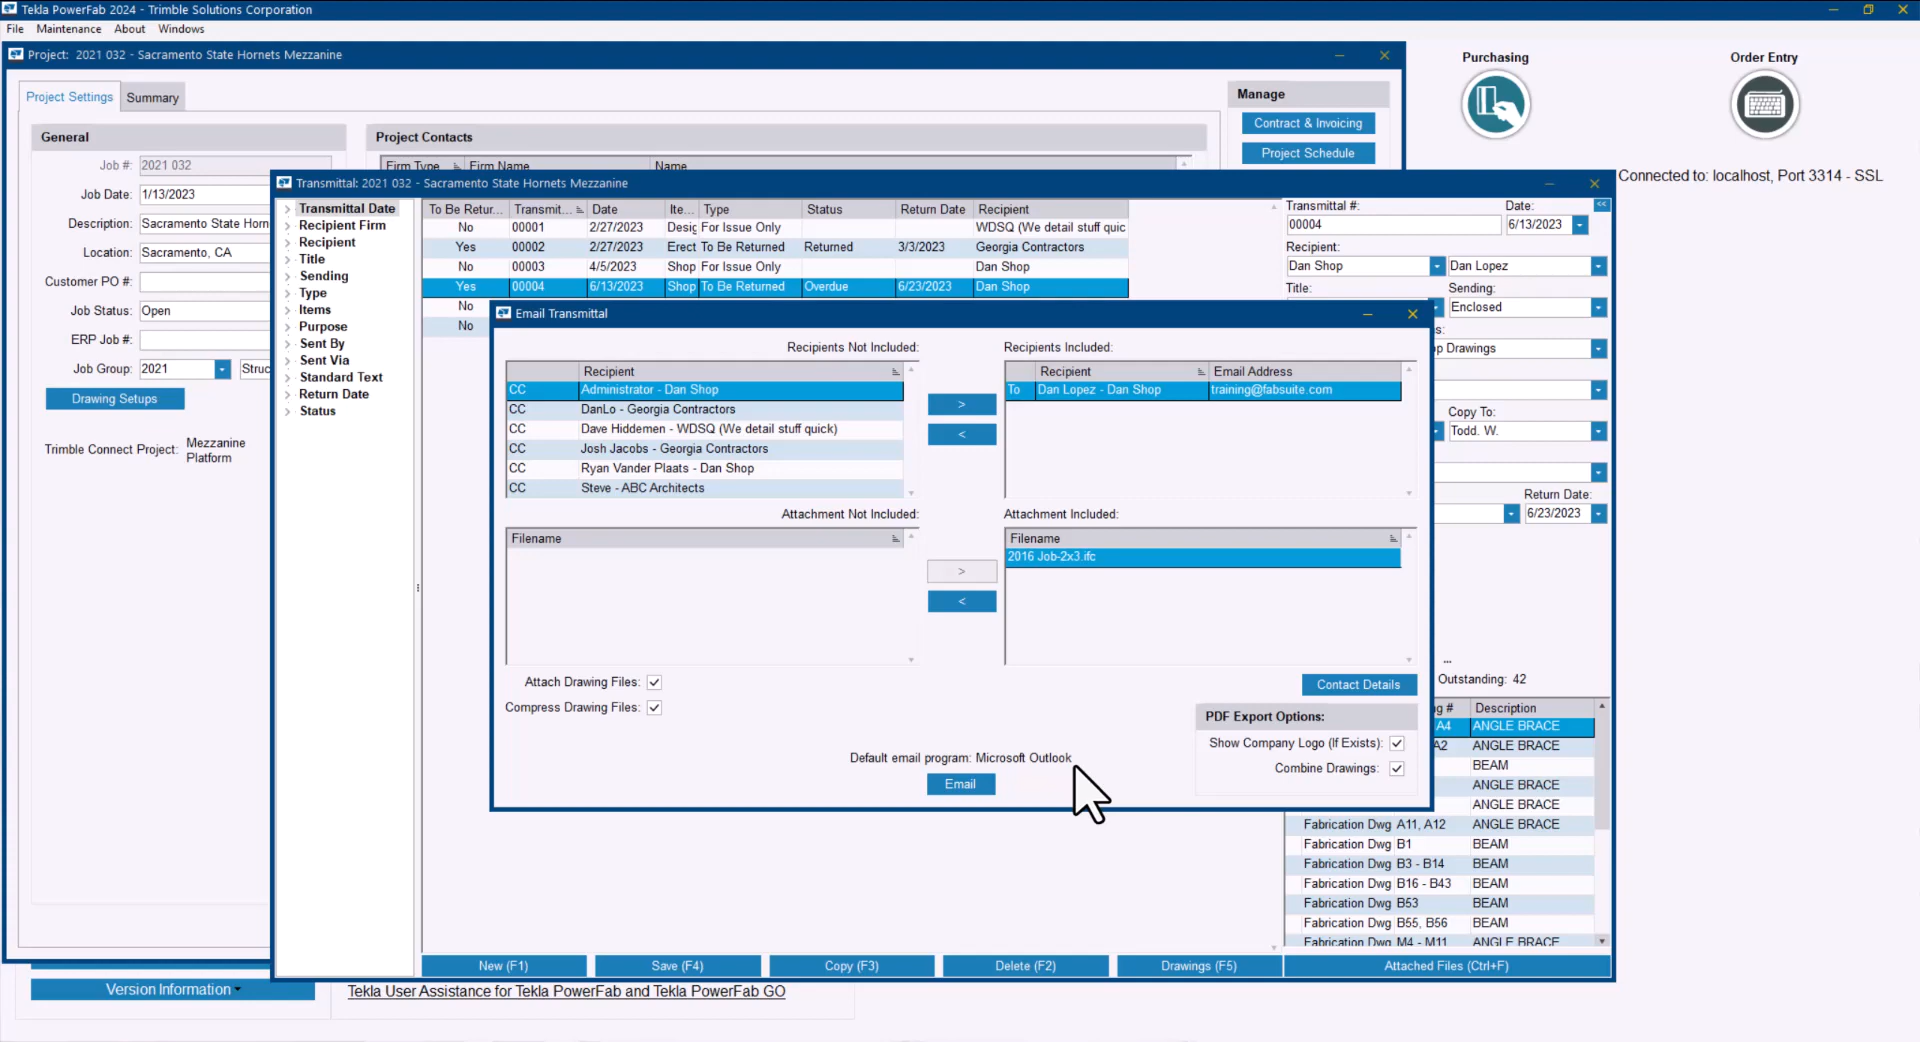 Tekla PowerFab 2024 - Trimble Solutions Corporation
File Maintenance About Windows
Project: 2021 032 - Sacramento State Hornets Mezzanine
Purchasing
Order Entry
Connected to: localhost, Port 3314 - SSL
Project Settings Summary
General
Job #: 2021 032
Job Date: 1/13/2023
Description: Sacramento State Horn
Location: Sacramento, CA
Customer PO #:
Job Status: Open
ERP Job #:
Job Group: 2021 Struc
Drawing Setups
Trimble Connect Project: Mezzanine
Platform
Project Contacts
Firm Type Firm Name Name
Manage
Contract & Invoicing
Project Schedule
Transmittal: 2021 032 - Sacramento State Hornets Mezzanine
Transmittal Date
Recipient Firm
Recipient
Title
Sending
Type
Items
Purpose
Sent By
Sent Via
Standard Text
Return Date
Status
To Be Retur... Transmit... Date Ite... Type Status Return Date Recipient
No 00001 2/27/2023 Desig For Issue Only WDSQ (We detail stuff quic
Yes 00002 2/27/2023 Erect To Be Returned Returned 3/3/2023 Georgia Contractors
No 00003 4/5/2023 Shop For Issue Only Dan Shop
Yes 00004 6/13/2023 Shop To Be Returned Overdue 6/23/2023 Dan Shop
No
No
Transmittal #: Date:
00004 6/13/2023
Recipient:
Dan Shop Dan Lopez
Title: Sending:
Enclosed
s:
op Drawings
Copy To:
Todd. W.
Return Date:
6/23/2023
...
Outstanding: 42
ng # Description
A4 ANGLE BRACE
A2 ANGLE BRACE
BEAM
ANGLE BRACE
ANGLE BRACE
Fabrication Dwg A11, A12 ANGLE BRACE
Fabrication Dwg B1 BEAM
Fabrication Dwg B3 - B14 BEAM
Fabrication Dwg B16 - B43 BEAM
Fabrication Dwg B53 BEAM
Fabrication Dwg B55, B56 BEAM
Fabrication Dwg M4 - M11 ANGLE BRACE
Email Transmittal
Recipients Not Included:
Recipient
CC Administrator - Dan Shop
CC DanLo - Georgia Contractors
CC Dave Hiddemen - WDSQ (We detail stuff quick)
CC Josh Jacobs - Georgia Contractors
CC Ryan Vander Plaats - Dan Shop
CC Steve - ABC Architects
>
<
Recipients Included:
Recipient Email Address
To Dan Lopez - Dan Shop training@fabsuite.com
Attachment Not Included:
Filename
>
<
Attachment Included:
Filename
2016 Job-2x3.ifc
Attach Drawing Files:
Compress Drawing Files:
Contact Details
PDF Export Options:
Show Company Logo (If Exists):
Combine Drawings:
Default email program: Microsoft Outlook
Email
New (F1) Save (F4) Copy (F3) Delete (F2) Drawings (F5) Attached Files (Ctrl+F)
Version Information
Tekla User Assistance for Tekla PowerFab and Tekla PowerFab GO